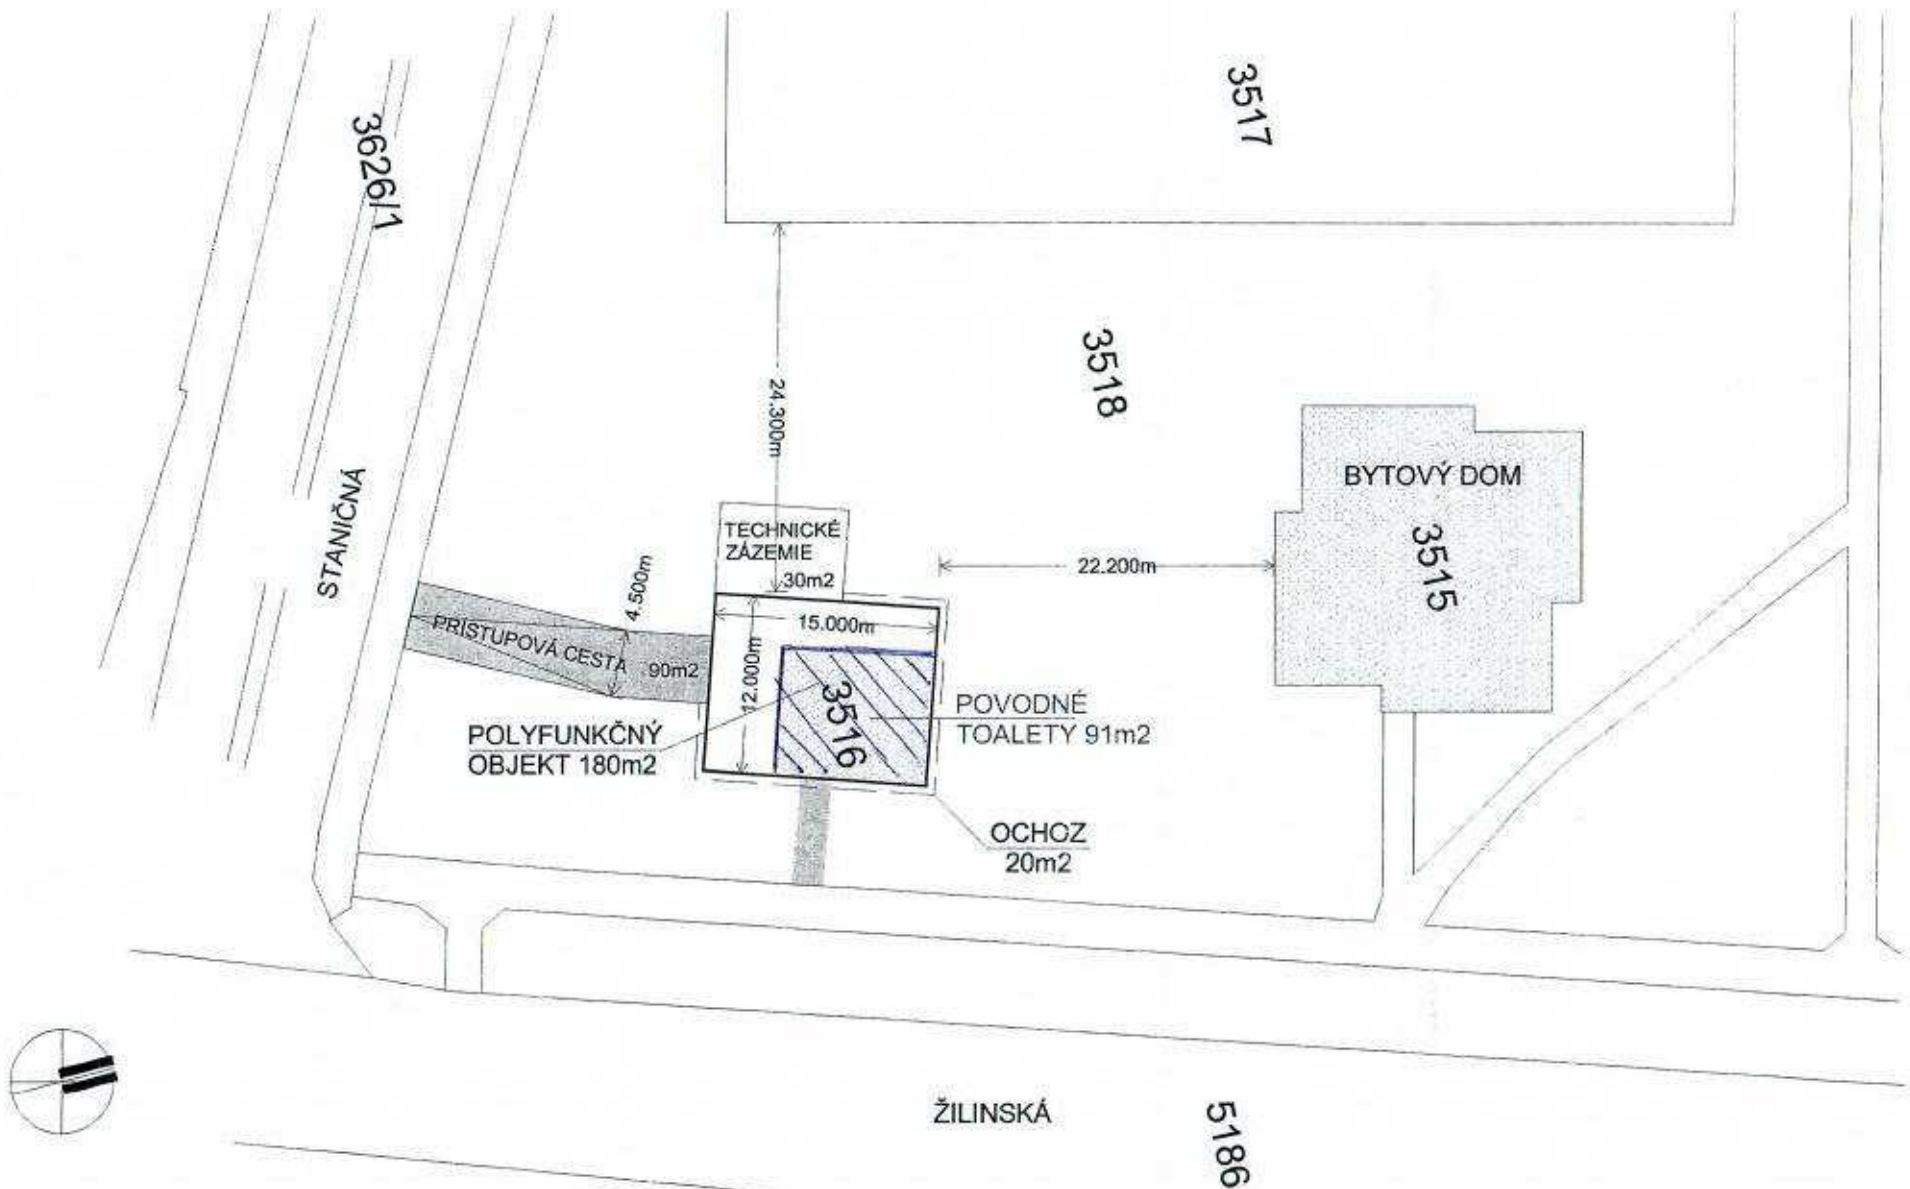 3517
3626/1
3518
24.300m
BYTOVÝ DOM
3515
STANIČNÁ
TECHNICKÉ
ZÁZEMIE
30m2
22.200m
4.500m
15.000m
PRÍSTUPOVÁ CESTA 90m2
12.000m
3516
POLYFUNKČNÝ
OBJEKT 180m2
POVODNÉ
TOALETY 91m2
OCHOZ
20m2
ŽILINSKÁ
5186